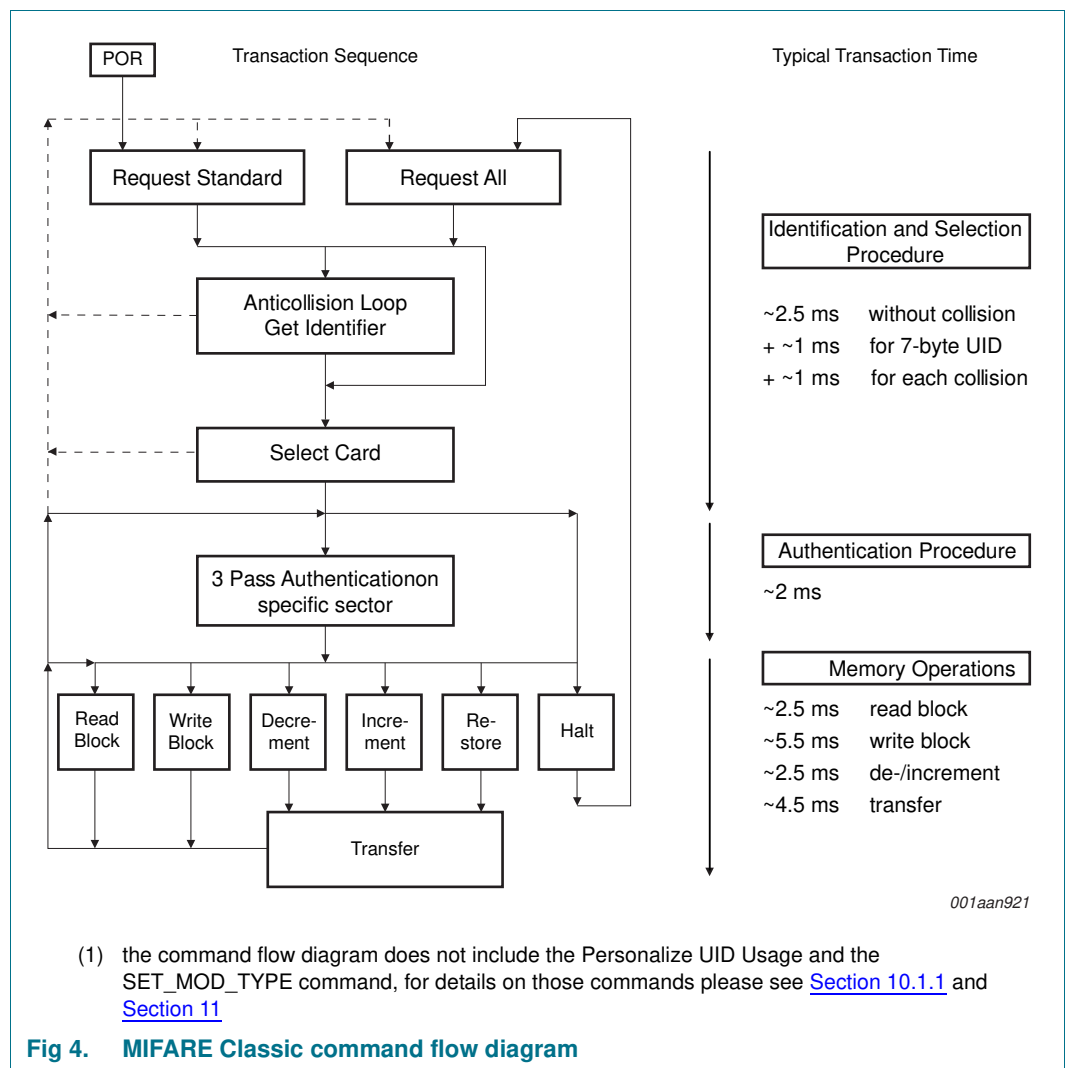 POR
Transaction Sequence
Typical Transaction Time
Request Standard
Request All
Identification and Selection
Procedure
Anticollision Loop
Get Identifier
~2.5 ms without collision
+ ~1 ms for 7-byte UID
+ ~1 ms for each collision
Select Card
3 Pass Authenticationon
specific sector
Authentication Procedure
~2 ms
Memory Operations
Read
Block
Write
Block
Decre-
ment
Incre-
ment
Re-
store
Halt
~2.5 ms read block
~5.5 ms write block
~2.5 ms de-/increment
~4.5 ms transfer
Transfer
001aan921
(1) the command flow diagram does not include the Personalize UID Usage and the
SET_MOD_TYPE command, for details on those commands please see Section 10.1.1 and
Section 11
Fig 4. MIFARE Classic command flow diagram